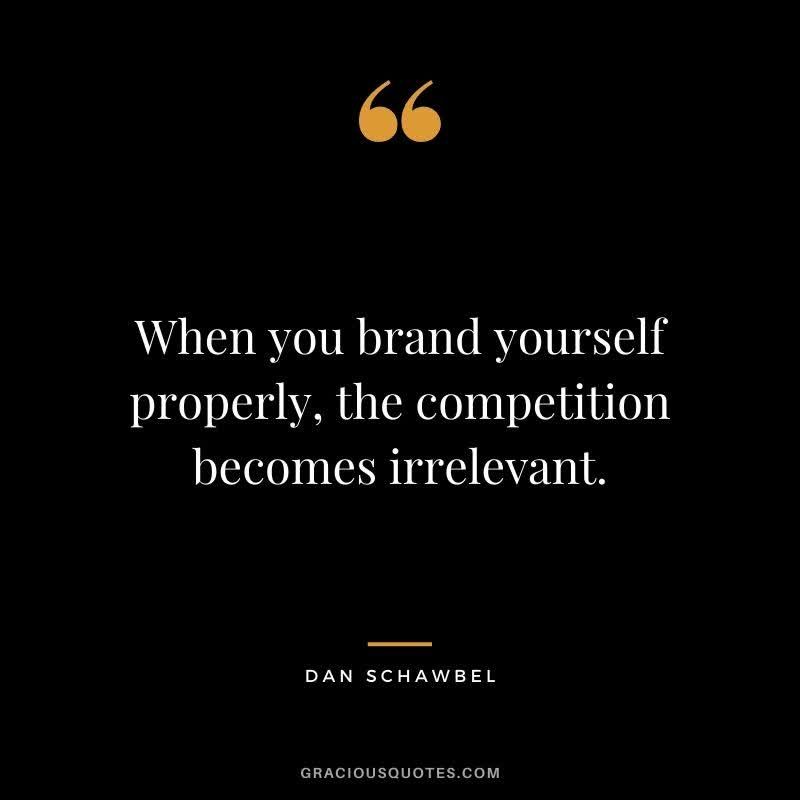 “
When you brand yourself
properly, the competition
becomes irrelevant.
DAN SCHAWBEL
GRACIOUSQUOTES.COM